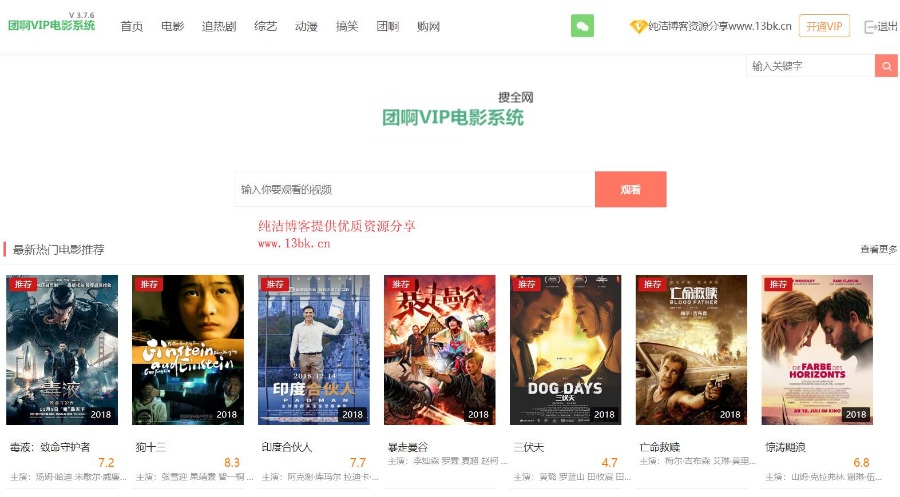 V 3.7.6
团啊VIP电影系统
首页 电影 追热剧 综艺 动漫 搞笑 团啊 购网
纯洁博客资源分享www.13bk.cn 开通VIP 退出
输入关键字
搜全网
团啊VIP电影系统
输入你要观看的视频 观看
纯洁博客提供优质资源分享
www.13bk.cn
最新热门电影推荐 查看更多
推荐 推荐 推荐 推荐 推荐 推荐 推荐
毒液
Einstein and Einstein
2018.12.14
印度合伙人
PADMAN
暴走曼谷
DOG DAYS
三伏天
亡命救赎
BLOOD FATHER
DIE FARBE DES HORIZONTS
AB 12. JULI IM KINO
2018 2018 2018 2018 2018 2018 2018
毒液：致命守护者 狗十三 印度合伙人 暴走曼谷 三伏天 亡命救赎 惊涛飓浪
7.2 8.3 7.7 4.7 6.8
主演：汤姆·哈迪 米歇尔·威廉...
主演：张雪迎 果靖霖 智一桐 ...
主演：阿克谢·库玛尔 拉迪卡·...
主演：李灿森 罗霖 夏超 赵柯 ...
主演：黄璐 罗蓝山 田牧宸 田...
主演：梅尔·吉布森 艾琳·莫里...
主演：山姆·克拉弗林 谢琳·伍...